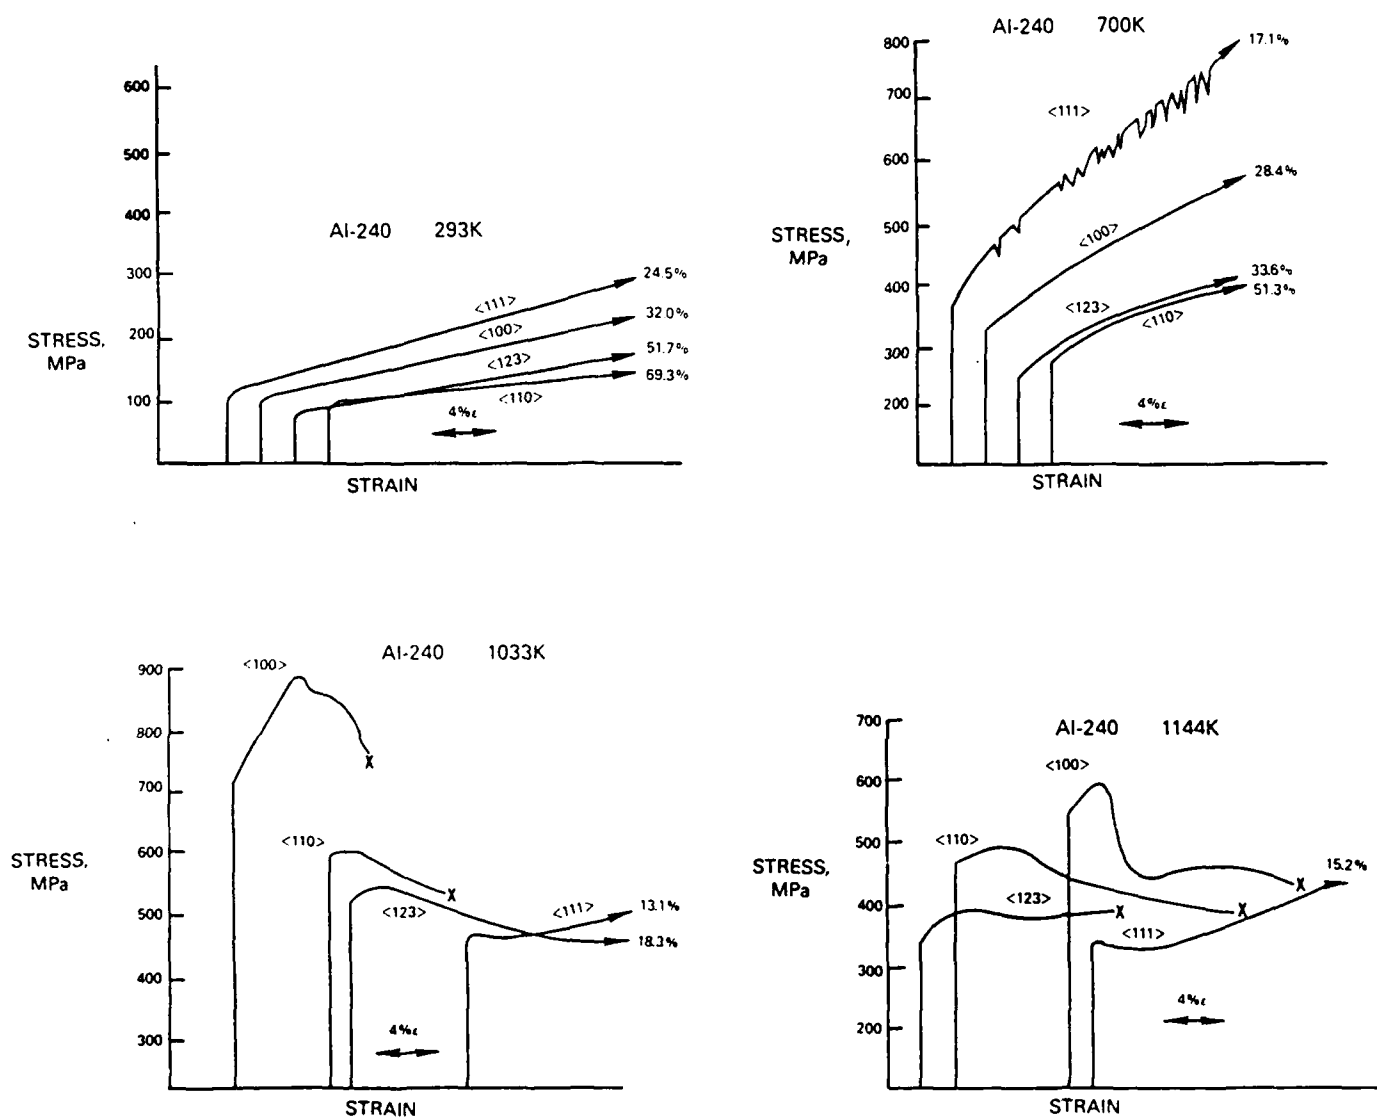 Al-240 293K
600
500
400
300
200
100
STRESS,
MPa
<111>
<100>
<123>
<110>
24.5%
32.0%
51.7%
69.3%
4%ε
STRAIN
Al-240 700K
800
700
600
500
400
300
200
STRESS,
MPa
<111>
<100>
<123>
<110>
17.1%
28.4%
33.6%
51.3%
4%ε
STRAIN
Al-240 1033K
900
800
700
600
500
400
300
STRESS,
MPa
<100>
<110>
<123>
<111>
X
X
13.1%
18.3%
4%ε
STRAIN
Al-240 1144K
700
600
500
400
300
200
STRESS,
MPa
<100>
<110>
<123>
<111>
X
X
X
15.2%
4%ε
STRAIN